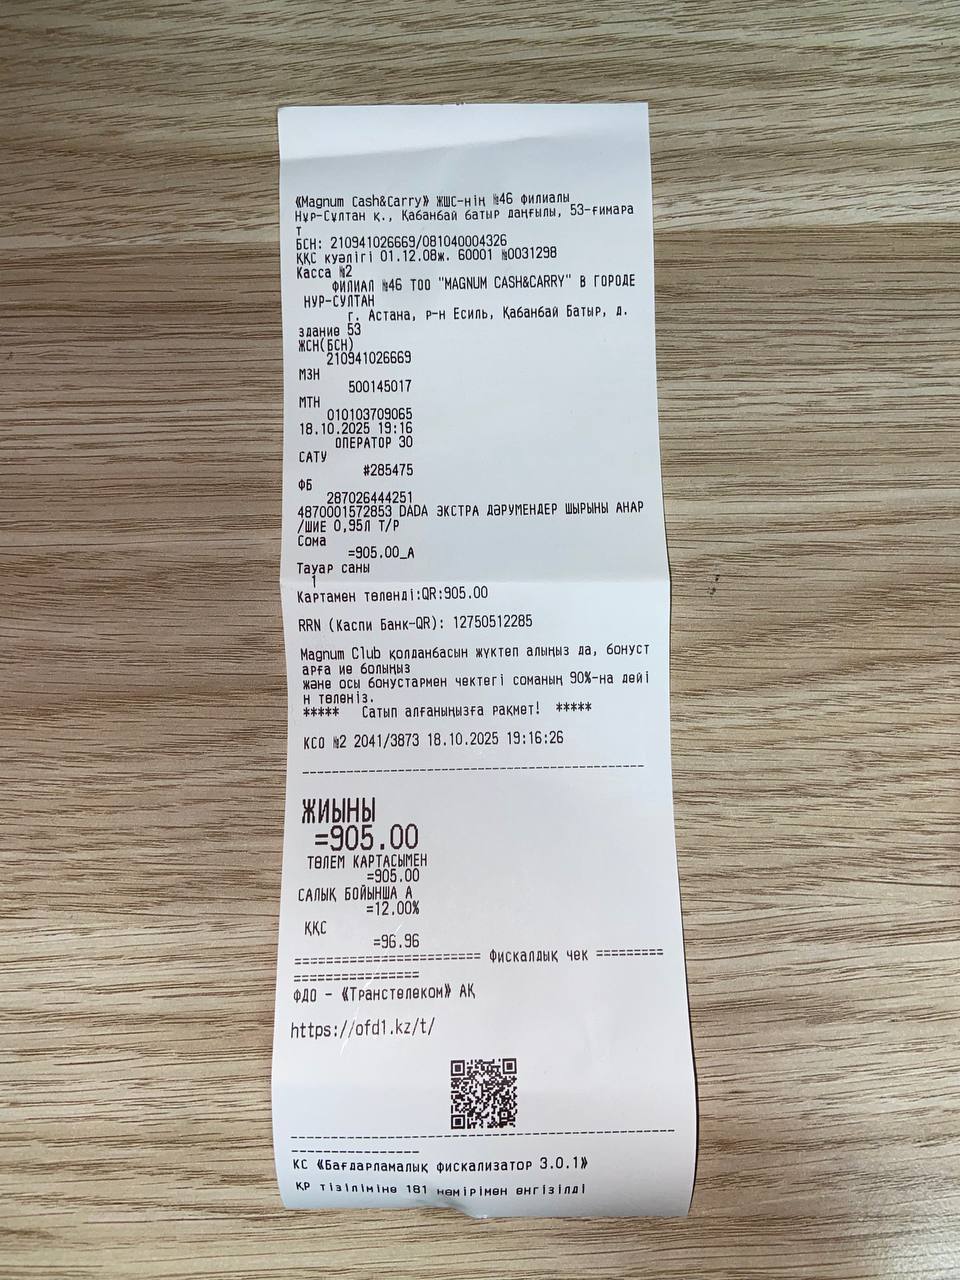 «Magnum Cash&Carry» ЖШС-нің №46 филиалы
Нұр-Сұлтан қ., Қабанбай батыр даңғылы, 53-ғимара
т
БСН: 210941026669/081040004326
ҚҚС куәлігі 01.12.08ж. 60001 №0031298
Касса №2
ФИЛИАЛ №46 ТОО "MAGNUM CASH&CARRY" В ГОРОДЕ
НУР-СУЛТАН
г. Астана, р-н Есиль, Қабанбай Батыр, д.
здание 53
ЖСН(БСН)
210941026669
МЗН
500145017
МТН
010103709065
18.10.2025 19:16
ОПЕРАТОР 30
САТУ
#285475
ФБ
287026444251
4870001572853 DADA ЭКСТРА ДӘРУМЕНДЕР ШЫРЫНЫ АНАР
/ШИЕ 0,95Л Т/Р
Сома
=905.00_A
Тауар саны
1
Картамен төленді:QR:905.00
RRN (Каспи Банк-QR): 12750512285
Magnum Club қолданбасын жүктеп алыңыз да, бонуст
арға ие болыңыз
және осы бонустармен чектегі соманың 90%-на дейі
н төлеңіз.
***** Сатып алғаныңызға рақмет! *****
КСО №2 2041/3873 18.10.2025 19:16:26
------------------------------------------------
ЖИЫНЫ
=905.00
ТӨЛЕМ КАРТАСЫМЕН
=905.00
САЛЫҚ БОЙЫНША А
=12.00%
ҚҚС
=96.96
======================== Фискалдық чек =========
================
ФДО - «Транстелеком» АҚ
https://ofd1.kz/t/
------------------------------------------------
----------------
КС «Бағдарламалық фискализатор 3.0.1»
ҚР тізіліміне 181 нөмірімен енгізілді